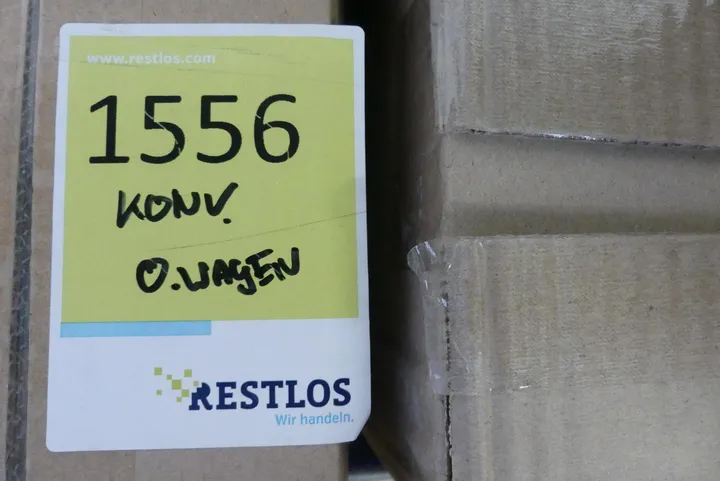 www.restlos.com
1556
KONV.
O.WAGEN
RESTLOS
Wir handeln.